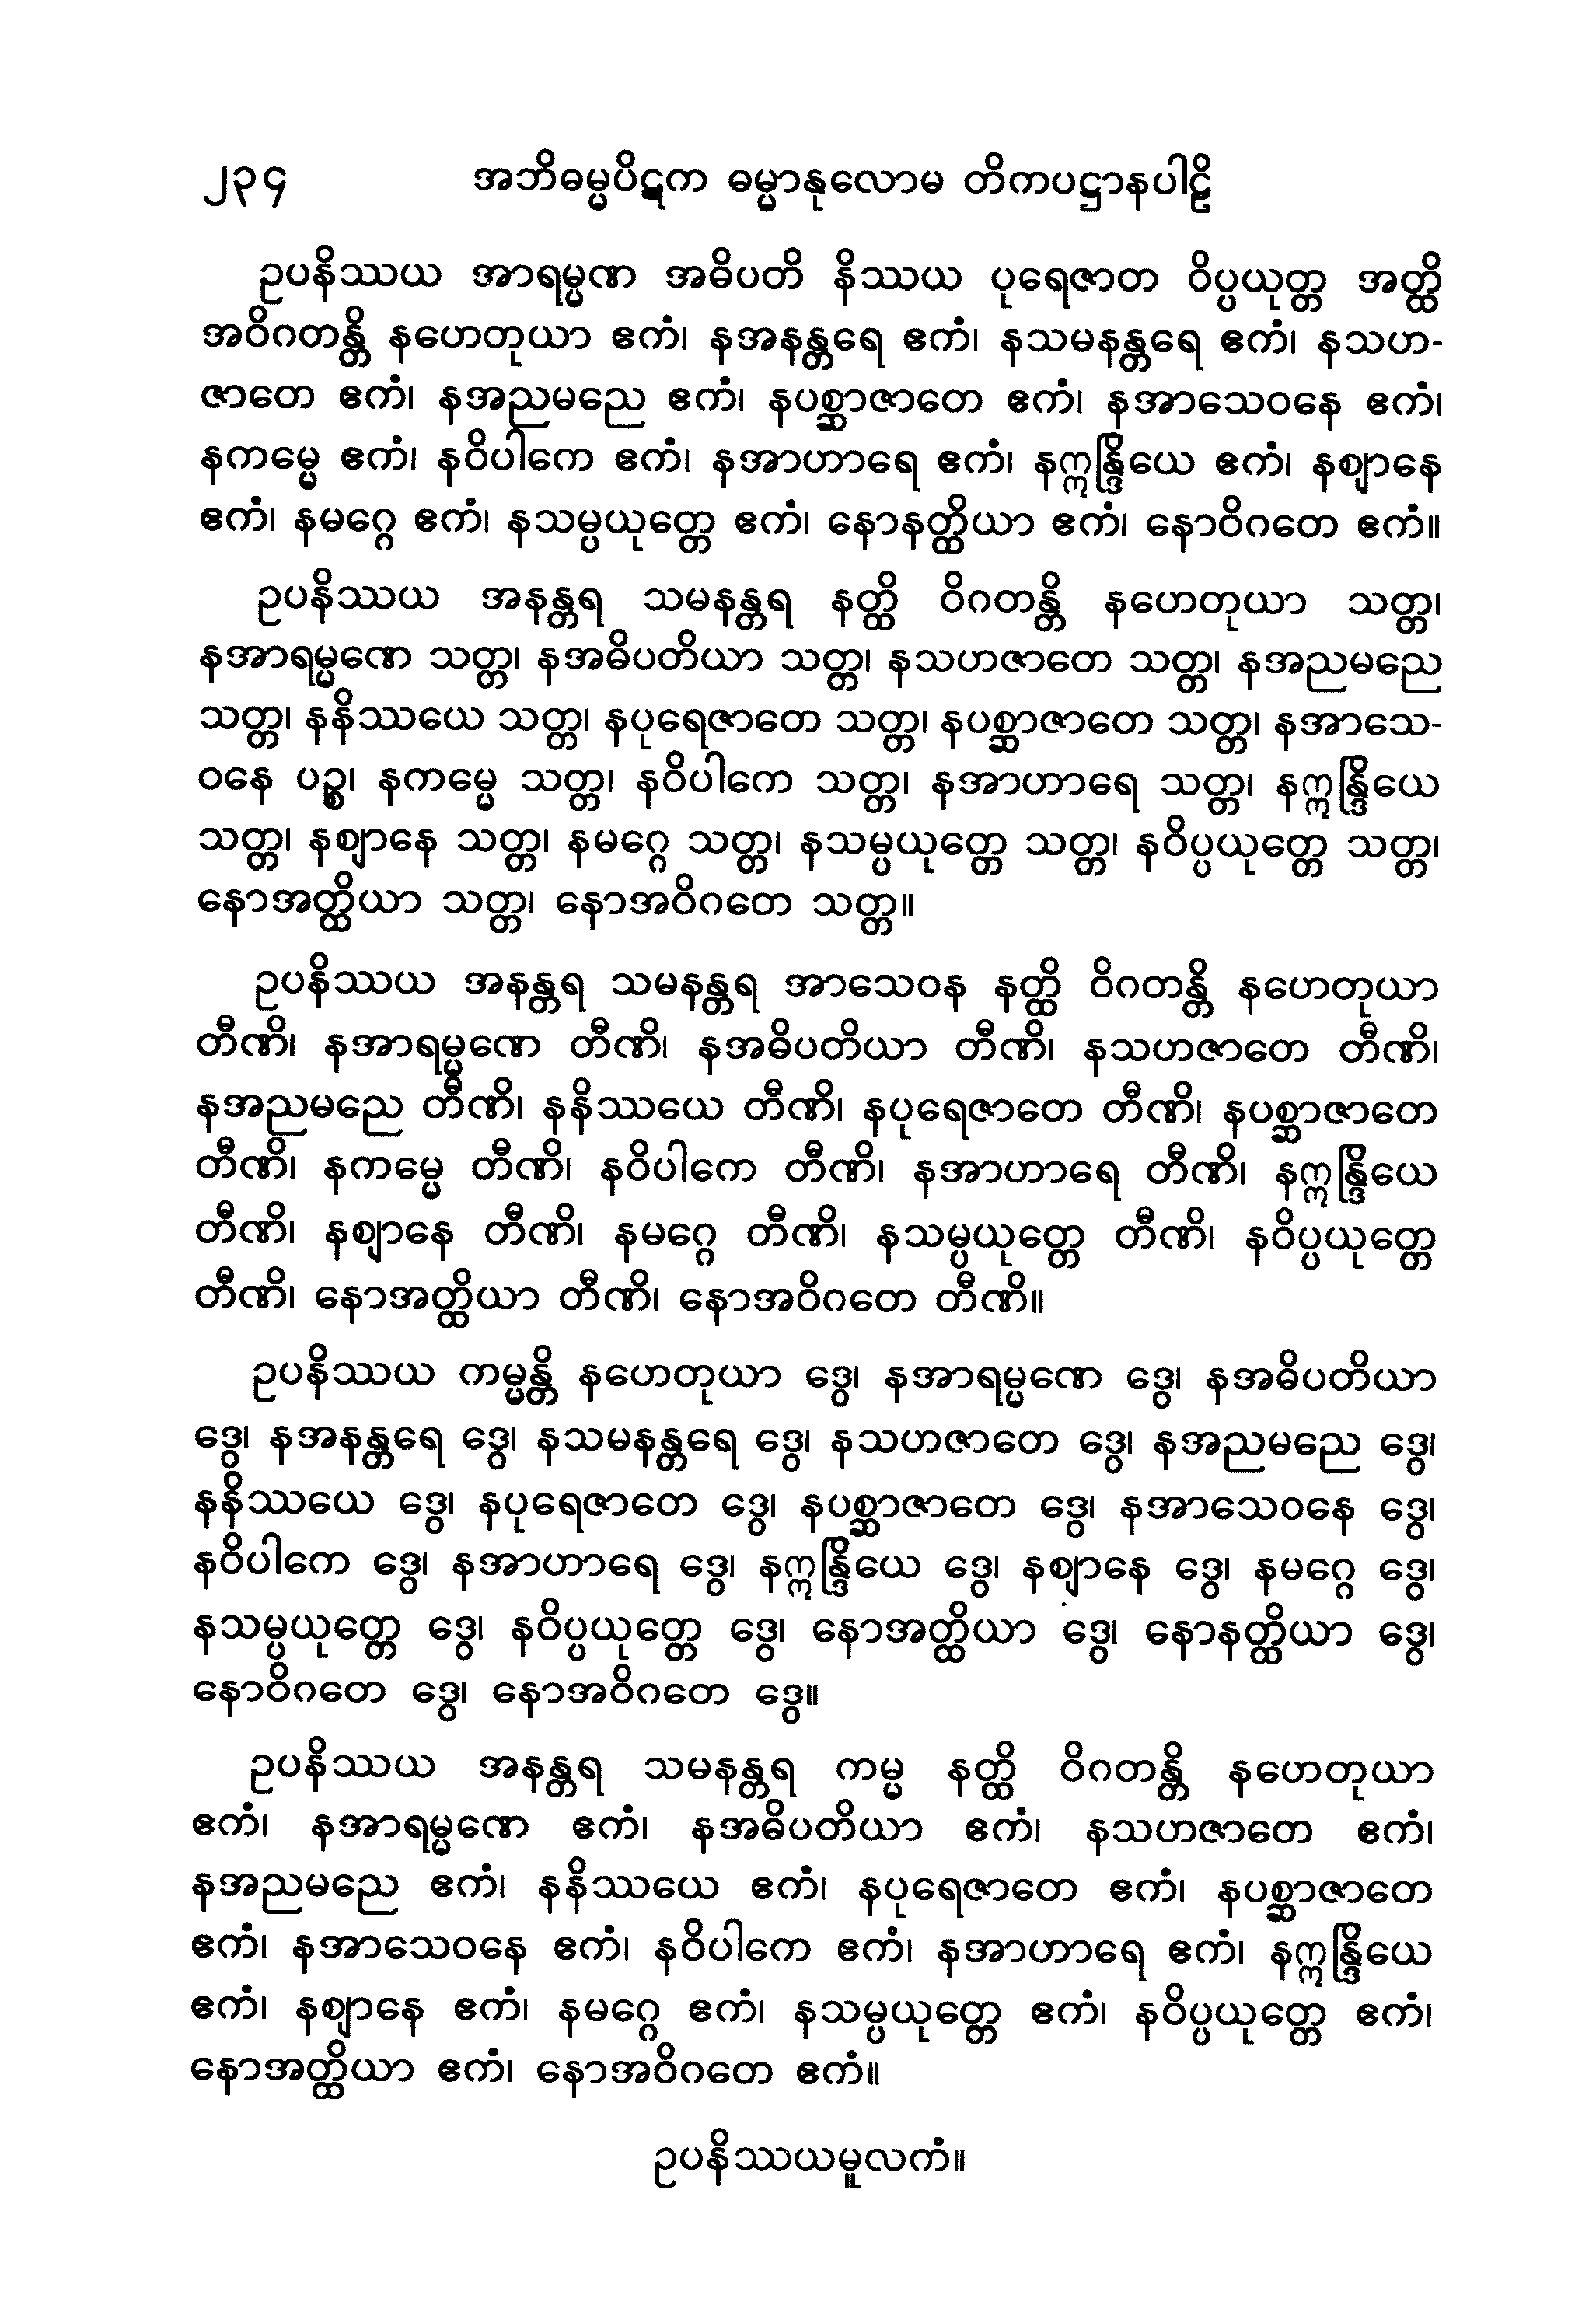 ၂၃၄ အဘိဓမ္မပိဋက ဓမ္မာနုလောမ တိကပဋ္ဌာနပါဠိ
ဥပနိဿယ အာရမ္မဏ အဓိပတိ နိဿယ ပုရေဇာတ ဝိပ္ပယုတ္တ အတ္ထိ
အဝိဂတန္တိ နဟေတုယာ ဧကံ၊ နအနန္တရေ ဧကံ၊ နသမနန္တရေ ဧကံ၊ နသဟ-
ဇာတေ ဧကံ၊ နအညမညေ ဧကံ၊ နပစ္ဆာဇာတေ ဧကံ၊ နအာသေဝနေ ဧကံ၊
နကမ္မေ ဧကံ၊ နဝိပါကေ ဧကံ၊ နအာဟာရေ ဧကံ၊ နဣန္ဒြိယေ ဧကံ၊ နဈာနေ
ဧကံ၊ နမဂ္ဂေ ဧကံ၊ နသမ္ပယုတ္တေ ဧကံ၊ နောနတ္ထိယာ ဧကံ၊ နောဝိဂတေ ဧကံ။
ဥပနိဿယ အနန္တရ သမနန္တရ နတ္ထိ ဝိဂတန္တိ နဟေတုယာ သတ္တ၊
နအာရမ္မဏေ သတ္တ၊ နအဓိပတိယာ သတ္တ၊ နသဟဇာတေ သတ္တ၊ နအညမညေ
သတ္တ၊ နနိဿယေ သတ္တ၊ နပုရေဇာတေ သတ္တ၊ နပစ္ဆာဇာတေ သတ္တ၊ နအာသေ-
ဝနေ ပဉ္စ၊ နကမ္မေ သတ္တ၊ နဝိပါကေ သတ္တ၊ နအာဟာရေ သတ္တ၊ နဣန္ဒြိယေ
သတ္တ၊ နဈာနေ သတ္တ၊ နမဂ္ဂေ သတ္တ၊ နသမ္ပယုတ္တေ သတ္တ၊ နဝိပ္ပယုတ္တေ သတ္တ၊
နောအတ္ထိယာ သတ္တ၊ နောအဝိဂတေ သတ္တ။
ဥပနိဿယ အနန္တရ သမနန္တရ အာသေဝန နတ္ထိ ဝိဂတန္တိ နဟေတုယာ
တီဏိ၊ နအာရမ္မဏေ တီဏိ၊ နအဓိပတိယာ တီဏိ၊ နသဟဇာတေ တီဏိ၊
နအညမညေ တီဏိ၊ နနိဿယေ တီဏိ၊ နပုရေဇာတေ တီဏိ၊ နပစ္ဆာဇာတေ
တီဏိ၊ နကမ္မေ တီဏိ၊ နဝိပါကေ တီဏိ၊ နအာဟာရေ တီဏိ၊ နဣန္ဒြိယေ
တီဏိ၊ နဈာနေ တီဏိ၊ နမဂ္ဂေ တီဏိ၊ နသမ္ပယုတ္တေ တီဏိ၊ နဝိပ္ပယုတ္တေ
တီဏိ၊ နောအတ္ထိယာ တီဏိ၊ နောအဝိဂတေ တီဏိ။
ဥပနိဿယ ကမ္မန္တိ နဟေတုယာ ဒွေ၊ နအာရမ္မဏေ ဒွေ၊ နအဓိပတိယာ
ဒွေ၊ နအနန္တရေ ဒွေ၊ နသမနန္တရေ ဒွေ၊ နသဟဇာတေ ဒွေ၊ နအညမညေ ဒွေ၊
နနိဿယေ ဒွေ၊ နပုရေဇာတေ ဒွေ၊ နပစ္ဆာဇာတေ ဒွေ၊ နအာသေဝနေ ဒွေ၊
နဝိပါကေ ဒွေ၊ နအာဟာရေ ဒွေ၊ နဣန္ဒြိယေ ဒွေ၊ နဈာနေ ဒွေ၊ နမဂ္ဂေ ဒွေ၊
နသမ္ပယုတ္တေ ဒွေ၊ နဝိပ္ပယုတ္တေ ဒွေ၊ နောအတ္ထိယာ ဒွေ၊ နောနတ္ထိယာ ဒွေ၊
နောဝိဂတေ ဒွေ၊ နောအဝိဂတေ ဒွေ။
ဥပနိဿယ အနန္တရ သမနန္တရ ကမ္မ နတ္ထိ ဝိဂတန္တိ နဟေတုယာ
ဧကံ၊ နအာရမ္မဏေ ဧကံ၊ နအဓိပတိယာ ဧကံ၊ နသဟဇာတေ ဧကံ၊
နအညမညေ ဧကံ၊ နနိဿယေ ဧကံ၊ နပုရေဇာတေ ဧကံ၊ နပစ္ဆာဇာတေ
ဧကံ၊ နအာသေဝနေ ဧကံ၊ နဝိပါကေ ဧကံ၊ နအာဟာရေ ဧကံ၊ နဣန္ဒြိယေ
ဧကံ၊ နဈာနေ ဧကံ၊ နမဂ္ဂေ ဧကံ၊ နသမ္ပယုတ္တေ ဧကံ၊ နဝိပ္ပယုတ္တေ ဧကံ၊
နောအတ္ထိယာ ဧကံ၊ နောအဝိဂတေ ဧကံ။
ဥပနိဿယမူလကံ။